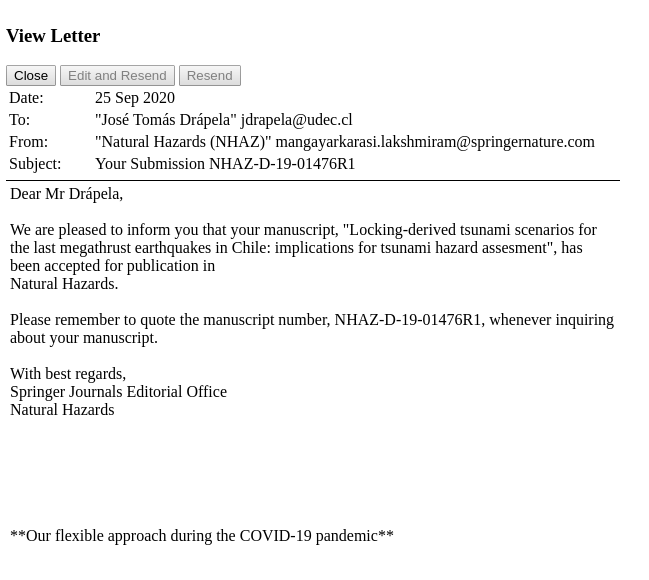 View Letter
Close Edit and Resend Resend
Date: 25 Sep 2020
To: "José Tomás Drápela" jdrapela@udec.cl
From: "Natural Hazards (NHAZ)" mangayarkarasi.lakshmiram@springernature.com
Subject: Your Submission NHAZ-D-19-01476R1
Dear Mr Drápela,
We are pleased to inform you that your manuscript, "Locking-derived tsunami scenarios for
the last megathrust earthquakes in Chile: implications for tsunami hazard assesment", has
been accepted for publication in
Natural Hazards.
Please remember to quote the manuscript number, NHAZ-D-19-01476R1, whenever inquiring
about your manuscript.
With best regards,
Springer Journals Editorial Office
Natural Hazards
**Our flexible approach during the COVID-19 pandemic**